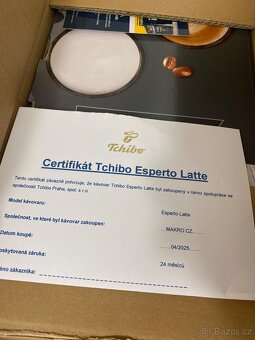 Tchibo
Certifikát Tchibo Esperto Latte
Tento certifikát závazně potvrzuje, že kávovar Tchibo Esperto Latte byl zakoupený v rámci spolupráce se
společností Tchibo Praha, spol. s r.o.
Model kávovaru:
Esperto Latte
Společnost, ve které byl kávovar zakoupen:
MAKRO CZ
Datum koupě:
04/2025
oskytovaná záruka:
24 měsíců
éno zákazníka:
bazos.cz